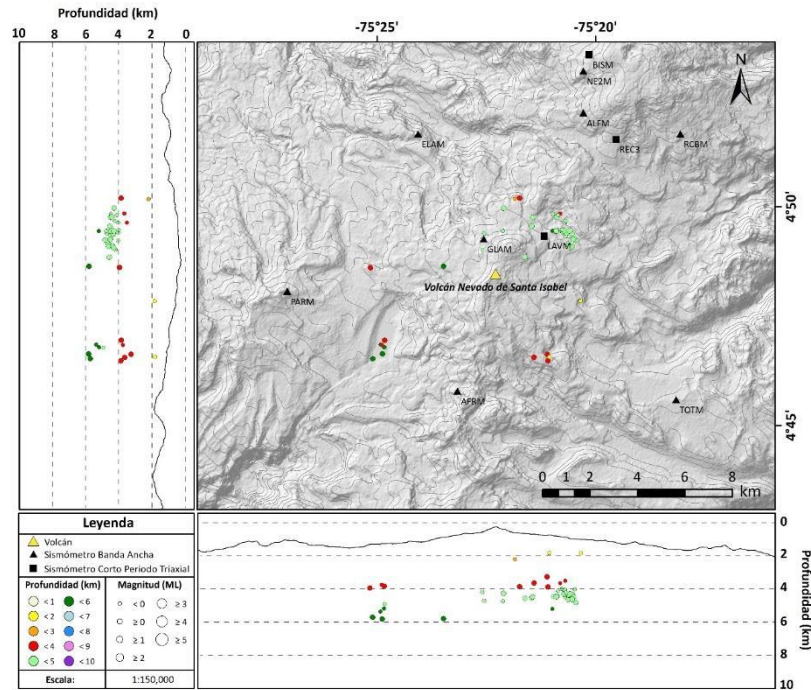 Profundidad (km)
10 8 6 4 2 0
-75°25' -75°20'
N
BISM
NE2M
ALFM
ELAM
REC3
RCBM
4°50'
GUAM
LAVM
Volcán Nevado de Santa Isabel
PARM
AFRM
TOTM
4°45'
0 1 2 4 6 8
km
Leyenda
Volcán
Sismómetro Banda Ancha
Sismómetro Corto Periodo Triaxial
Profundidad (km) Magnitud (ML)
< 1 < 6 < 0 ≥ 3
< 2 < 7 ≥ 0 ≥ 4
< 3 < 8 ≥ 1 ≥ 5
< 4 < 9 ≥ 2
< 5 < 10
Escala: 1:150,000
0
2
4
6
8
10
Profundidad (km)